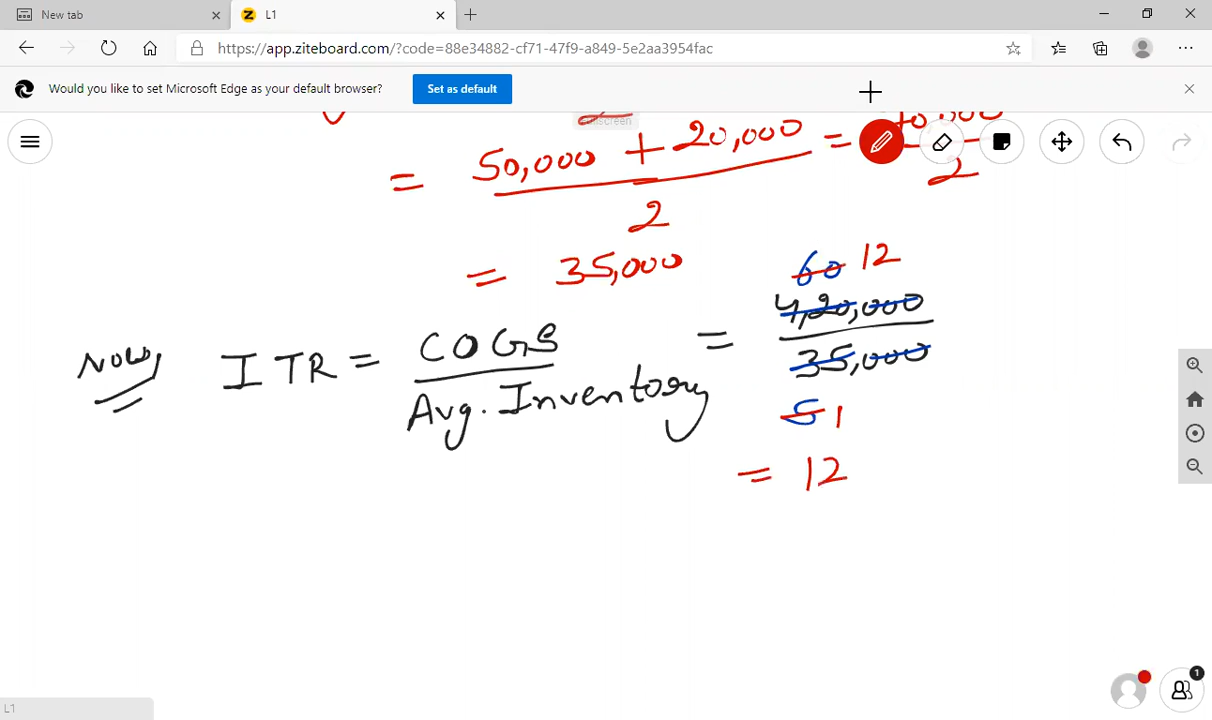 New tab
L1
https://app.ziteboard.com/?code=88e34882-cf71-47f9-a849-5e2aa3954fac
Would you like to set Microsoft Edge as your default browser?
Set as default
= 50,000 + 20,000 =
2
2
= 35,000
60 12
Now, ITR = COGS = 4,20,000
Avg. Inventory 35,000
5 1
= 12
1
L1